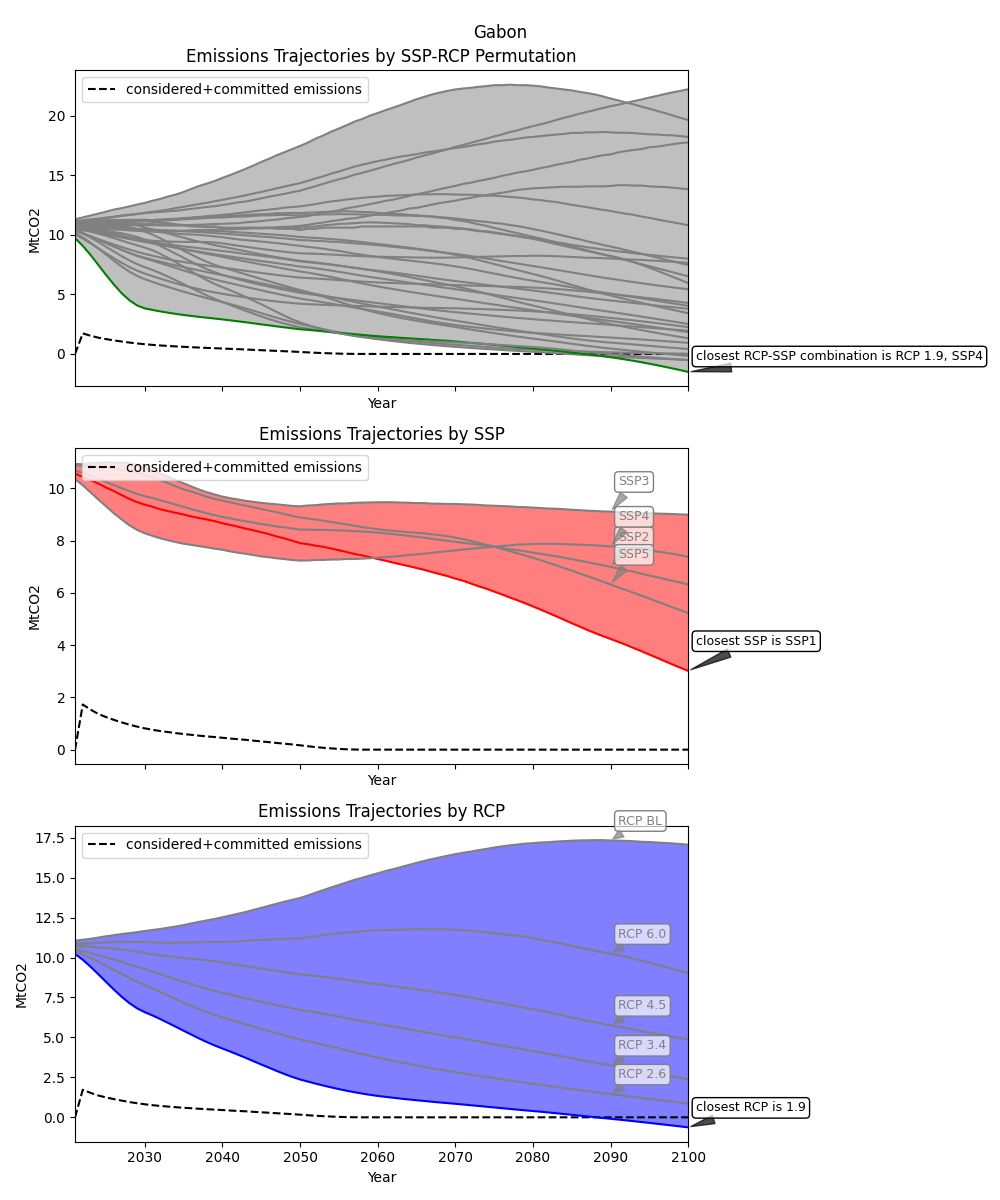 Gabon
Emissions Trajectories by SSP-RCP Permutation
considered+committed emissions
20
15
10
5
0
MtCO2
closest RCP-SSP combination is RCP 1.9, SSP4
Year
Emissions Trajectories by SSP
considered+committed emissions
10
8
6
4
2
0
MtCO2
SSP3
SSP4
SSP2
SSP5
closest SSP is SSP1
Year
Emissions Trajectories by RCP
considered+committed emissions
17.5
15.0
12.5
10.0
7.5
5.0
2.5
0.0
MtCO2
RCP BL
RCP 6.0
RCP 4.5
RCP 3.4
RCP 2.6
closest RCP is 1.9
2030 2040 2050 2060 2070 2080 2090 2100
Year